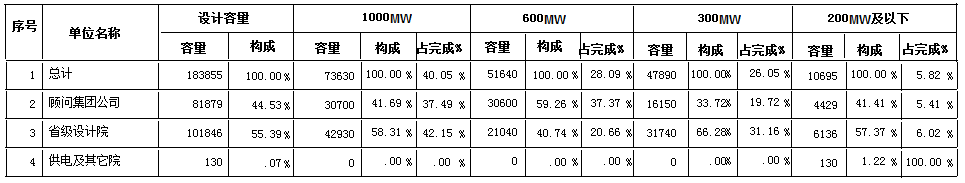 序号 单位名称 设计容量 1000MW 600MW 300MW 200MW及以下
容量 构成 容量 构成 占完成% 容量 构成 占完成% 容量 构成 占完成% 容量 构成 占完成%
1 总计 183855 100.00% 73630 100.00% 40.05% 51640 100.00% 28.09% 47890 100.00% 26.05% 10695 100.00% 5.82%
2 顾问集团公司 81879 44.53% 30700 41.69% 37.49% 30600 59.26% 37.37% 16150 33.72% 19.72% 4429 41.41% 5.41%
3 省级设计院 101846 55.39% 42930 58.31% 42.15% 21040 40.74% 20.66% 31740 66.28% 31.16% 6136 57.37% 6.02%
4 供电及其它院 130 .07% 0 .00% .00% 0 .00% .00% 0 .00% .00% 130 1.22% 100.00%